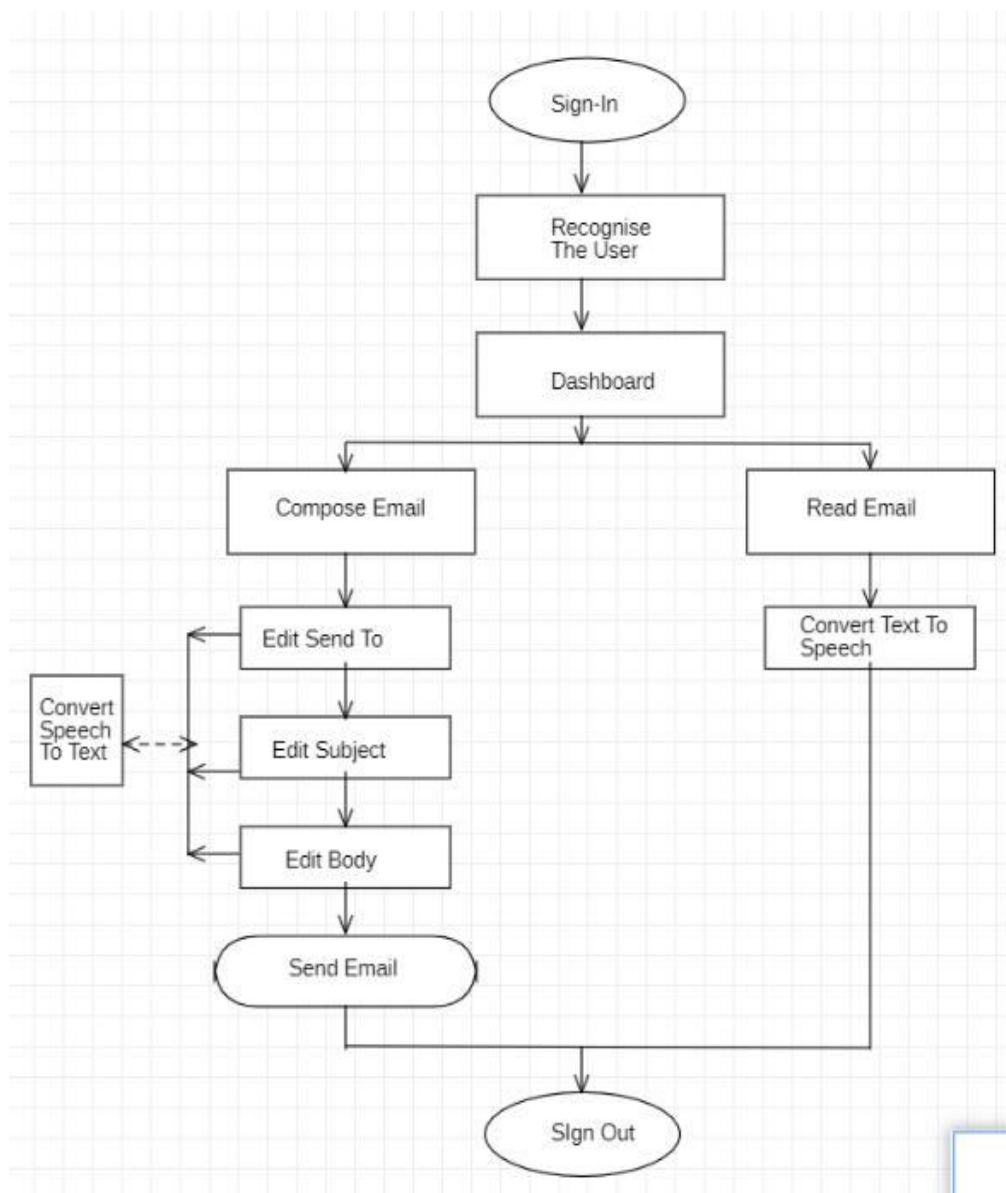 Sign-In
Recognise
The User
Dashboard
Compose Email
Read Email
Edit Send To
Convert Text To
Speech
Convert
Speech
To Text
Edit Subject
Edit Body
Send Email
SIgn Out